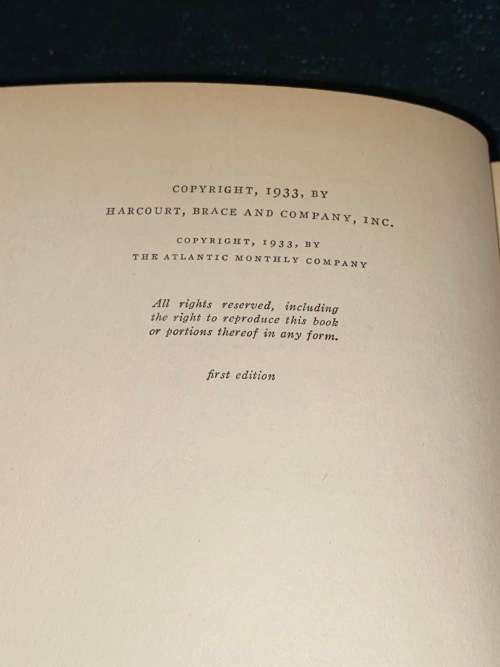 COPYRIGHT, 1933, BY
HARCOURT, BRACE AND COMPANY, INC.
COPYRIGHT, 1933, BY
THE ATLANTIC MONTHLY COMPANY
All rights reserved, including
the right to reproduce this book
or portions thereof in any form.
first edition